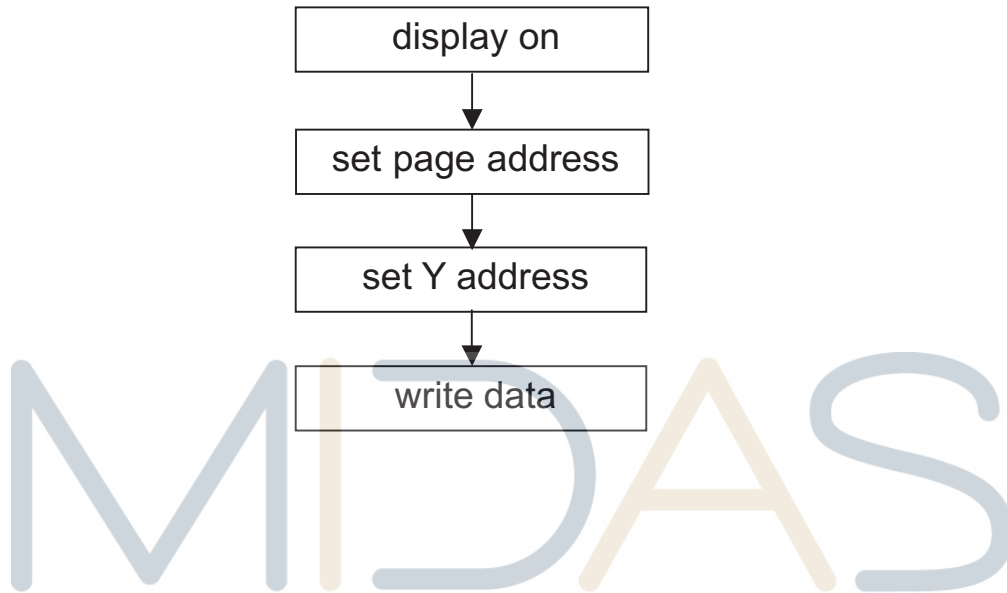 display on
set page address
set Y address
write data
MIDAS